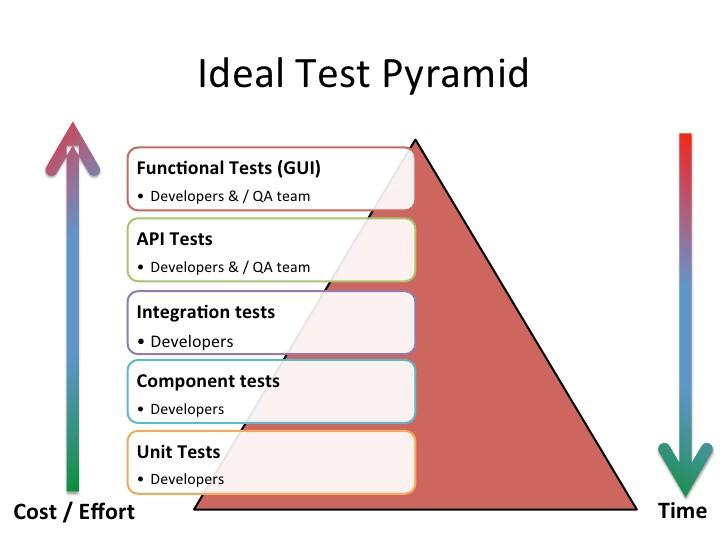 Ideal Test Pyramid
Functional Tests (GUI)
• Developers & / QA team
API Tests
• Developers & / QA team
Integration tests
• Developers
Component tests
• Developers
Unit Tests
• Developers
Cost / Effort
Time